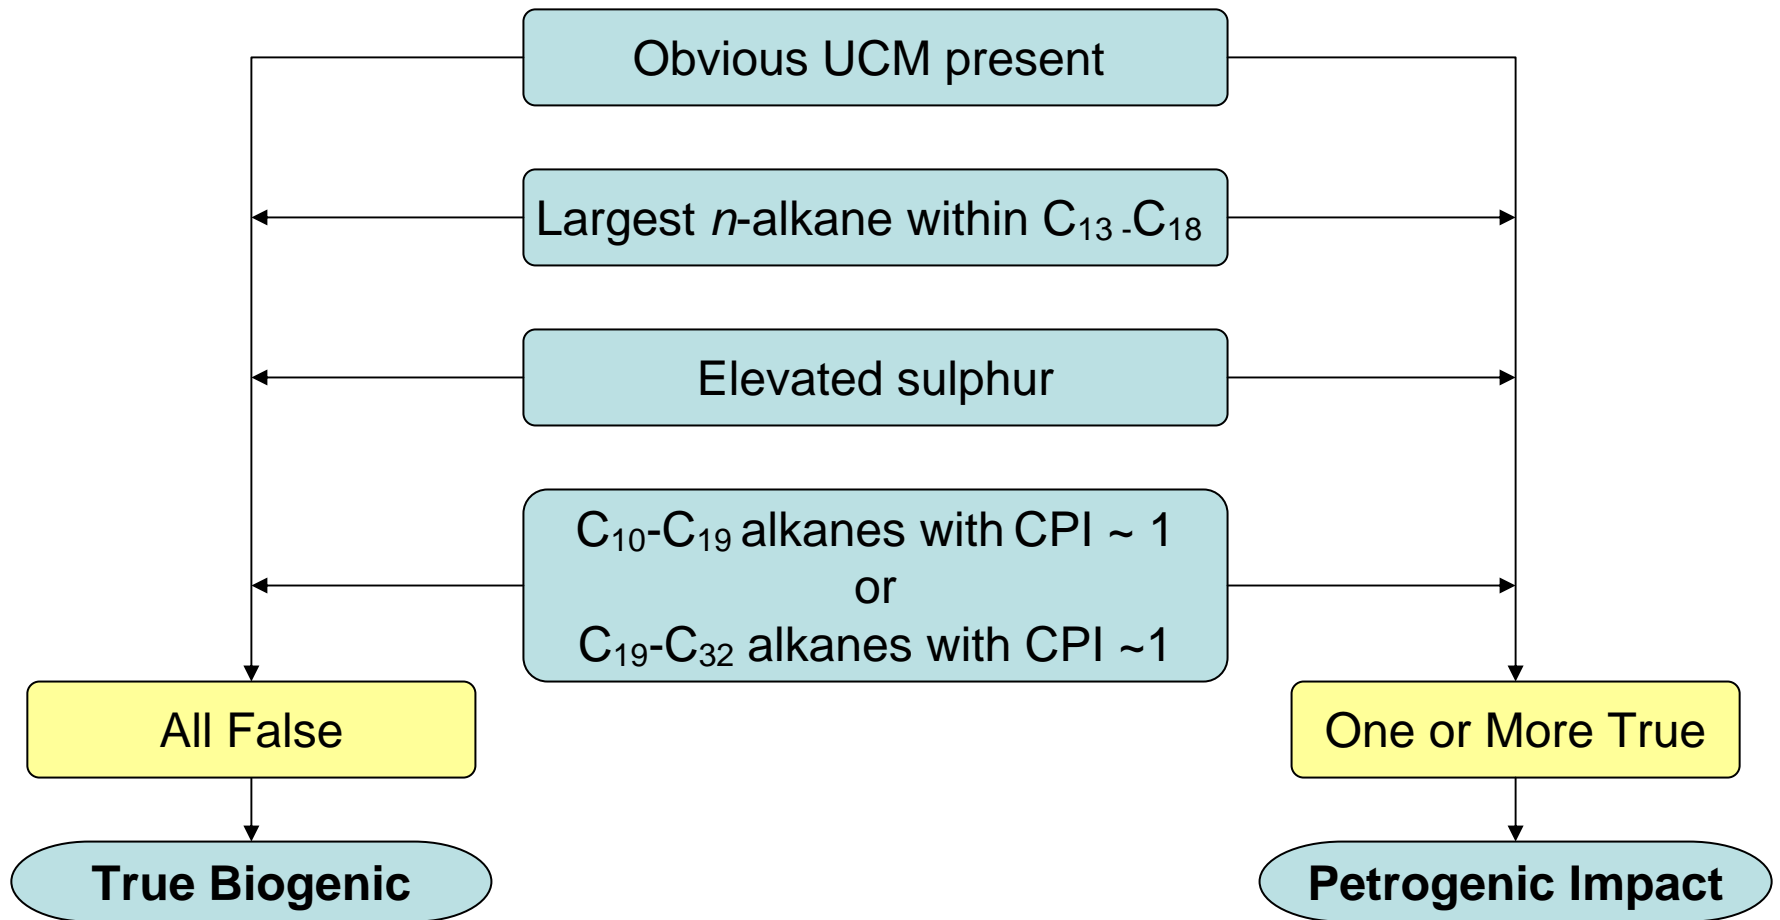 Obvious UCM present
Largest n-alkane within C13 -C18
Elevated sulphur
C10-C19 alkanes with CPI ~ 1
or
C19-C32 alkanes with CPI ~1
All False
One or More True
True Biogenic
Petrogenic Impact